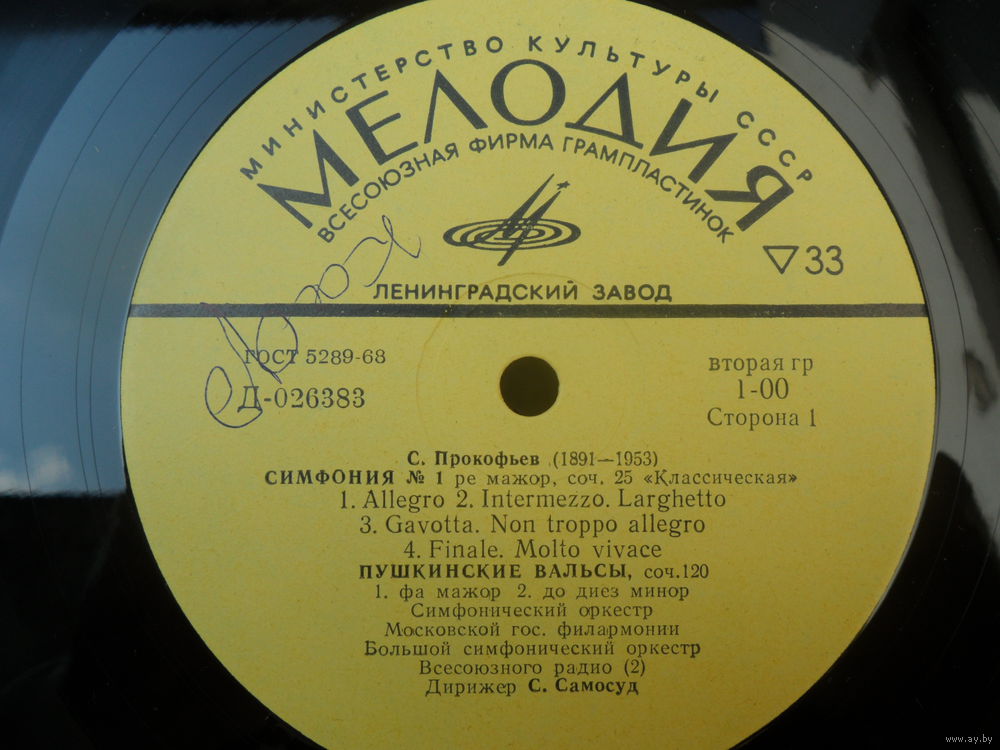 МИНИСТЕРСТВО КУЛЬТУРЫ СССР
МЕЛОДИЯ
ВСЕСОЮЗНАЯ ФИРМА ГРАМПЛАСТИНОК
▽33
ЛЕНИНГРАДСКИЙ ЗАВОД
ГОСТ 5289-68
Д-026383
вторая гр
1-00
Сторона 1
С. Прокофьев (1891—1953)
СИМФОНИЯ № 1 ре мажор, соч. 25 «Классическая»
1. Allegro 2. Intermezzo. Larghetto
3. Gavotta. Non troppo allegro
4. Finale. Molto vivace
ПУШКИНСКИЕ ВАЛЬСЫ, соч.120
1. фа мажор 2. до диез минор
Симфонический оркестр
Московской гос. филармонии
Большой симфонический оркестр
Всесоюзного радио (2)
Дирижер С. Самосуд
www.ay.by